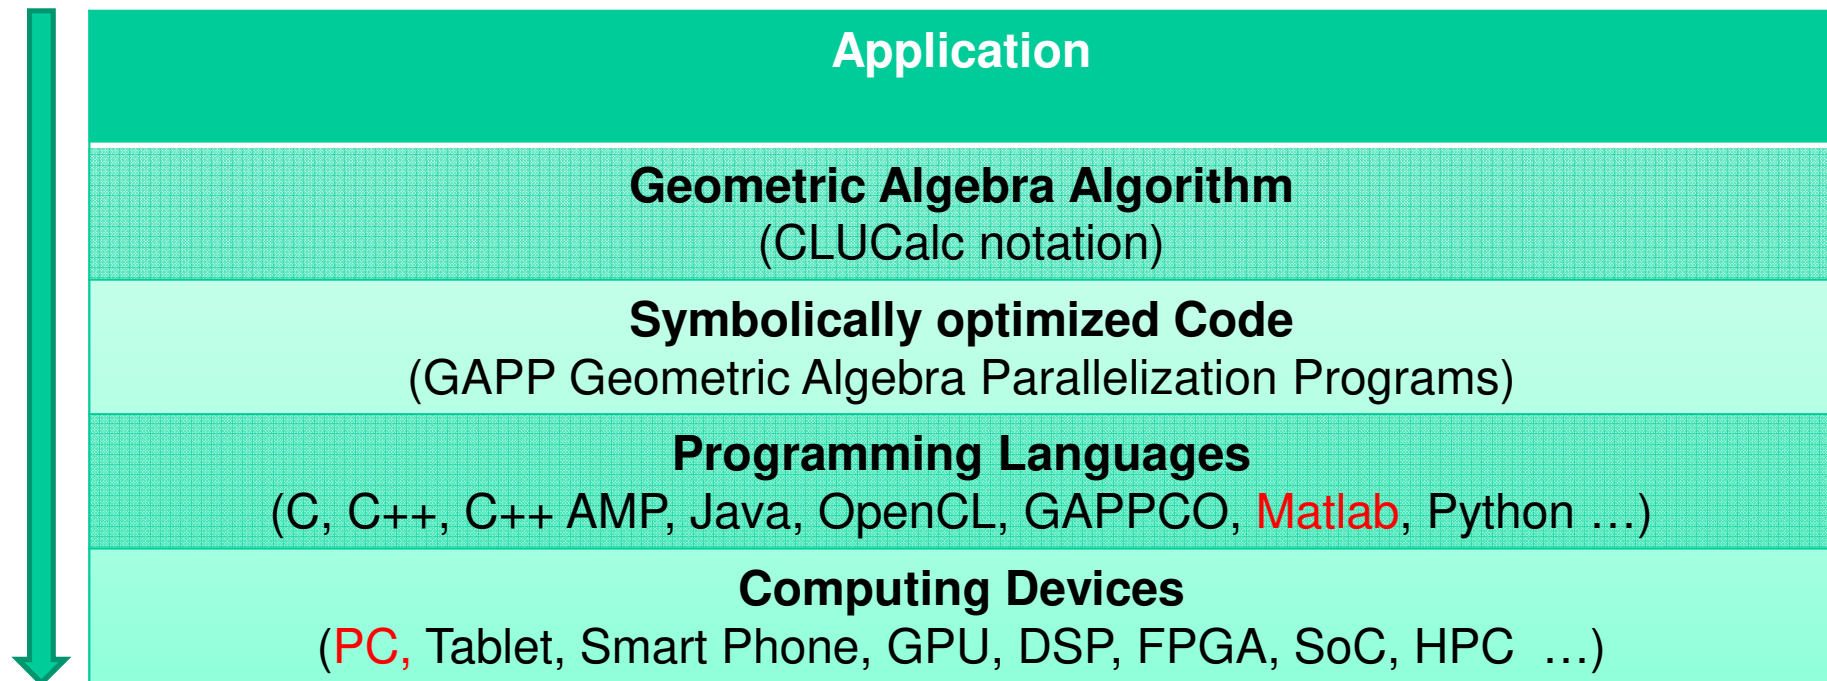 Application
Geometric Algebra Algorithm
(CLUCalc notation)
Symbolically optimized Code
(GAPP Geometric Algebra Parallelization Programs)
Programming Languages
(C, C++, C++ AMP, Java, OpenCL, GAPPCO, Matlab, Python …)
Computing Devices
(PC, Tablet, Smart Phone, GPU, DSP, FPGA, SoC, HPC …)